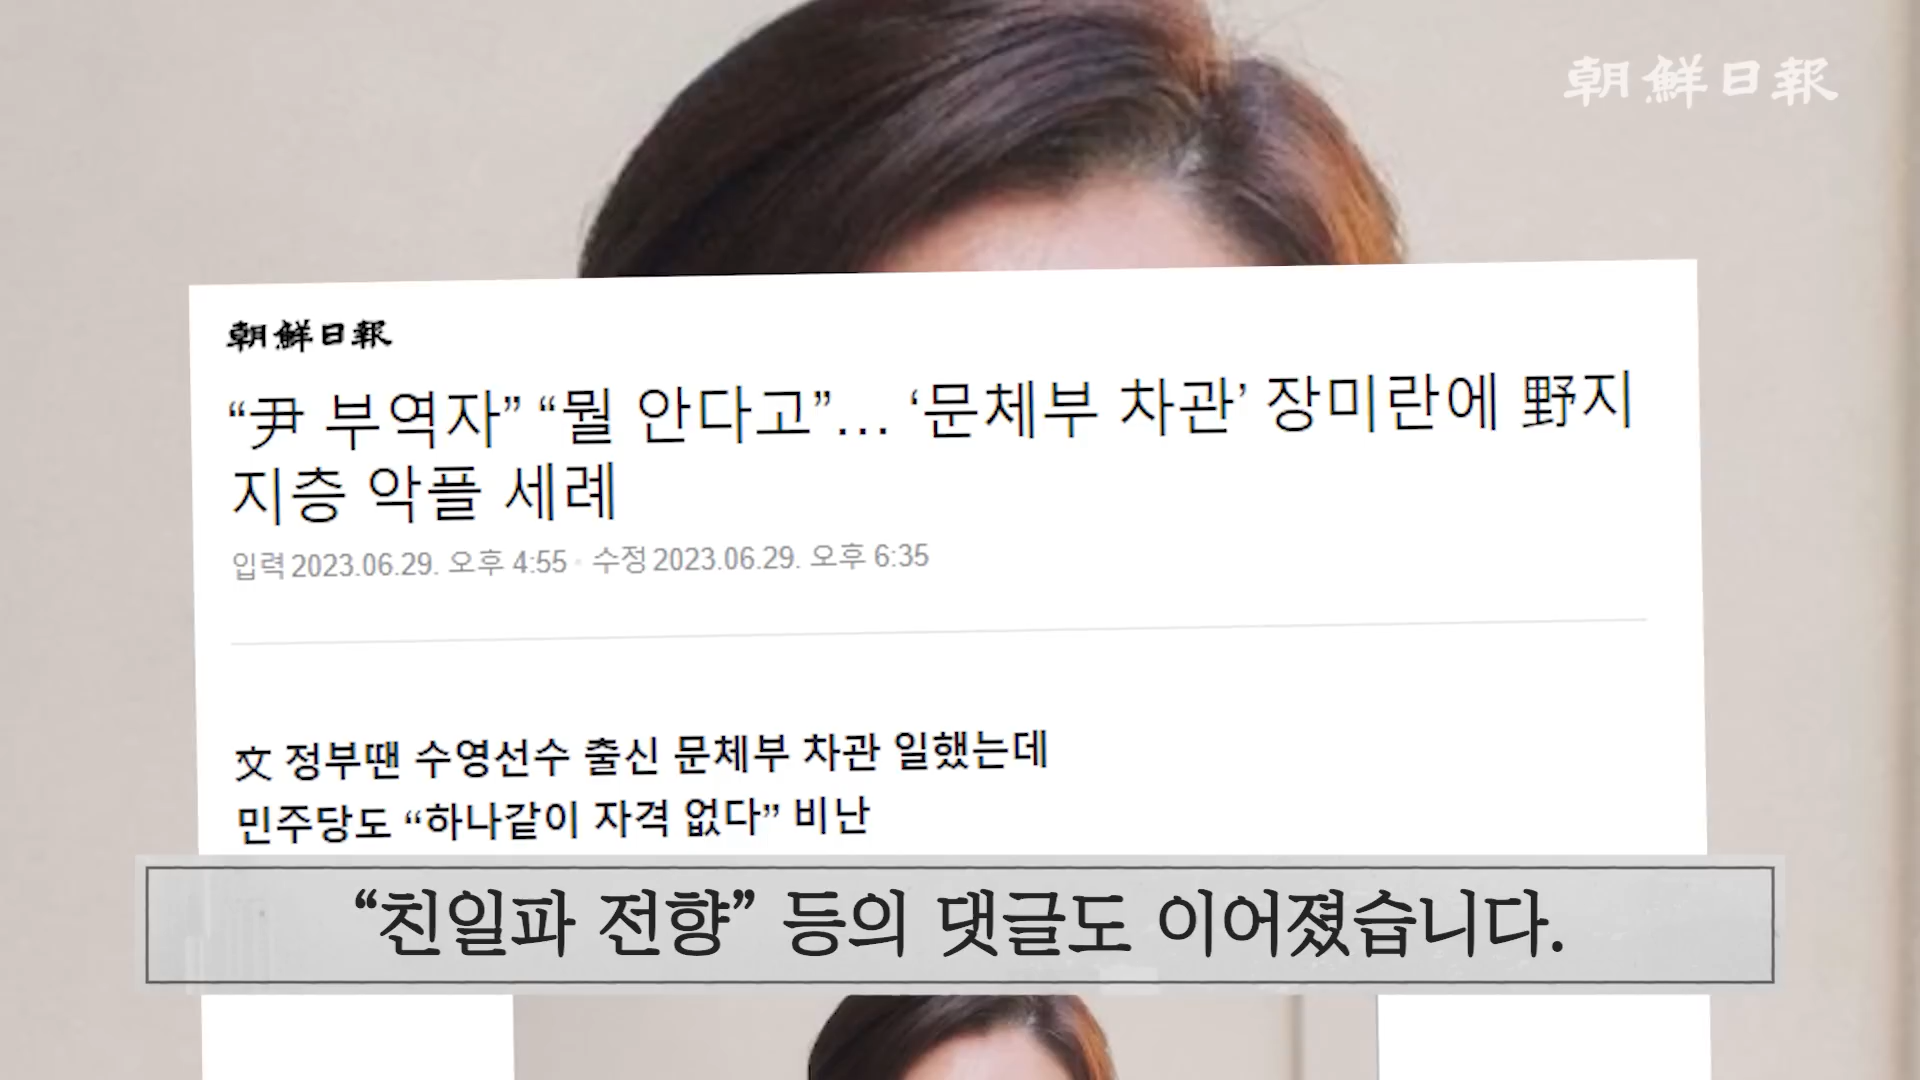 朝鮮日報
朝鮮日報
“尹 부역자” “뭘 안다고”… ‘문체부 차관’ 장미란에 野지
지층 악플 세례
입력 2023.06.29. 오후 4:55 · 수정 2023.06.29. 오후 6:35
文 정부땐 수영선수 출신 문체부 차관 일했는데
민주당도 “하나같이 자격 없다” 비난
“친일파 전향” 등의 댓글도 이어졌습니다.